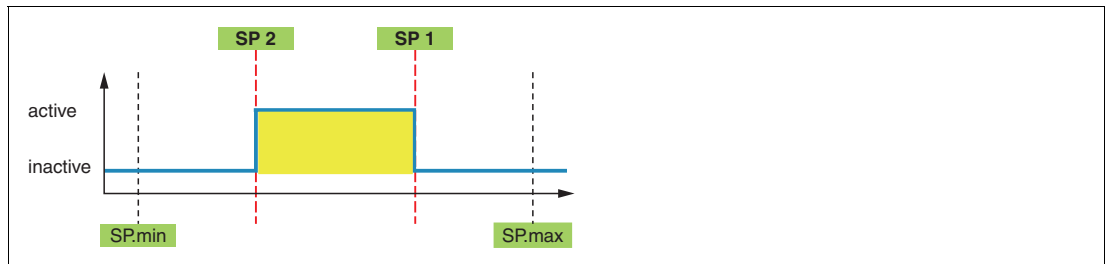 SP 2
SP 1
active
inactive
SP.min
SP.max